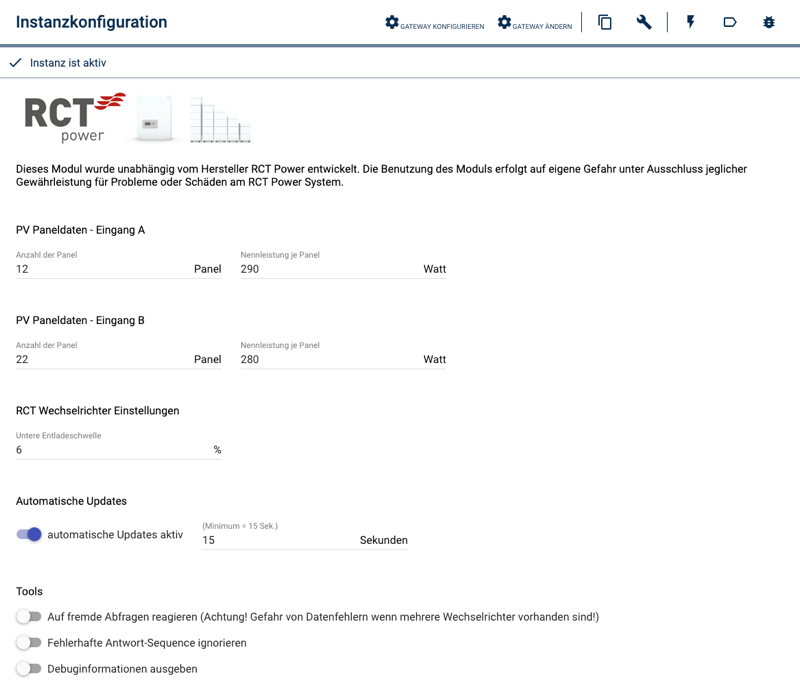 Instanzkonfiguration
GATEWAY KONFIGURIEREN
GATEWAY ÄNDERN
Instanz ist aktiv
RCT
power
Dieses Modul wurde unabhängig vom Hersteller RCT Power entwickelt. Die Benutzung des Moduls erfolgt auf eigene Gefahr unter Ausschluss jeglicher
Gewährleistung für Probleme oder Schäden am RCT Power System.
PV Paneldaten - Eingang A
Anzahl der Panel
Nennleistung je Panel
12 Panel
290 Watt
PV Paneldaten - Eingang B
Anzahl der Panel
Nennleistung je Panel
22 Panel
280 Watt
RCT Wechselrichter Einstellungen
Untere Entladeschwelle
6 %
Automatische Updates
automatische Updates aktiv
(Minimum = 15 Sek.)
15 Sekunden
Tools
Auf fremde Abfragen reagieren (Achtung! Gefahr von Datenfehlern wenn mehrere Wechselrichter vorhanden sind!)
Fehlerhafte Antwort-Sequence ignorieren
Debuginformationen ausgeben